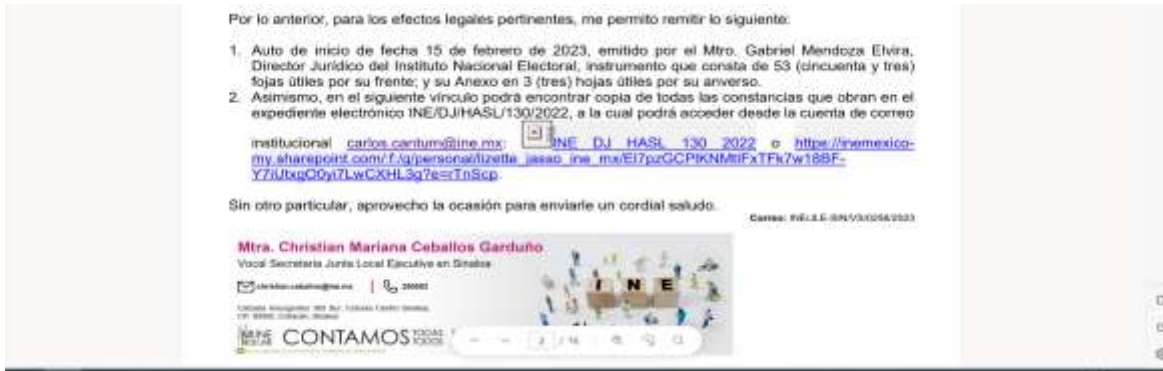 Por lo anterior, para los efectos legales pertinentes, me permito remitir lo siguiente:
1. Auto de inicio de fecha 15 de febrero de 2023, emitido por el Mtro. Gabriel Mendoza Elvira,
Director Jurídico del Instituto Nacional Electoral, instrumento que consta de 53 (cincuenta y tres)
fojas útiles por su frente; y su Anexo en 3 (tres) hojas útiles por su anverso.
2. Asimismo, en el siguiente vínculo podrá encontrar copia de todas las constancias que obran en el
expediente electrónico INE/DJ/HASL/130/2022, a la cual podrá acceder desde la cuenta de correo
institucional carlos.cantum@ine.mx: INE DJ HASL 130 2022 o https://inemexico-
my.sharepoint.com/:f:/g/personal/lizette_jasso_ine_mx/
Sin otro particular, aprovecho la ocasión para enviarle un cordial saludo.
Correo:
Mtra. Christian Mariana Ceballos Garduño
Vocal Secretaria Junta Local Ejecutiva en Sinaloa
I N E
CONTAMOS TODAS TODOS
2 / 16